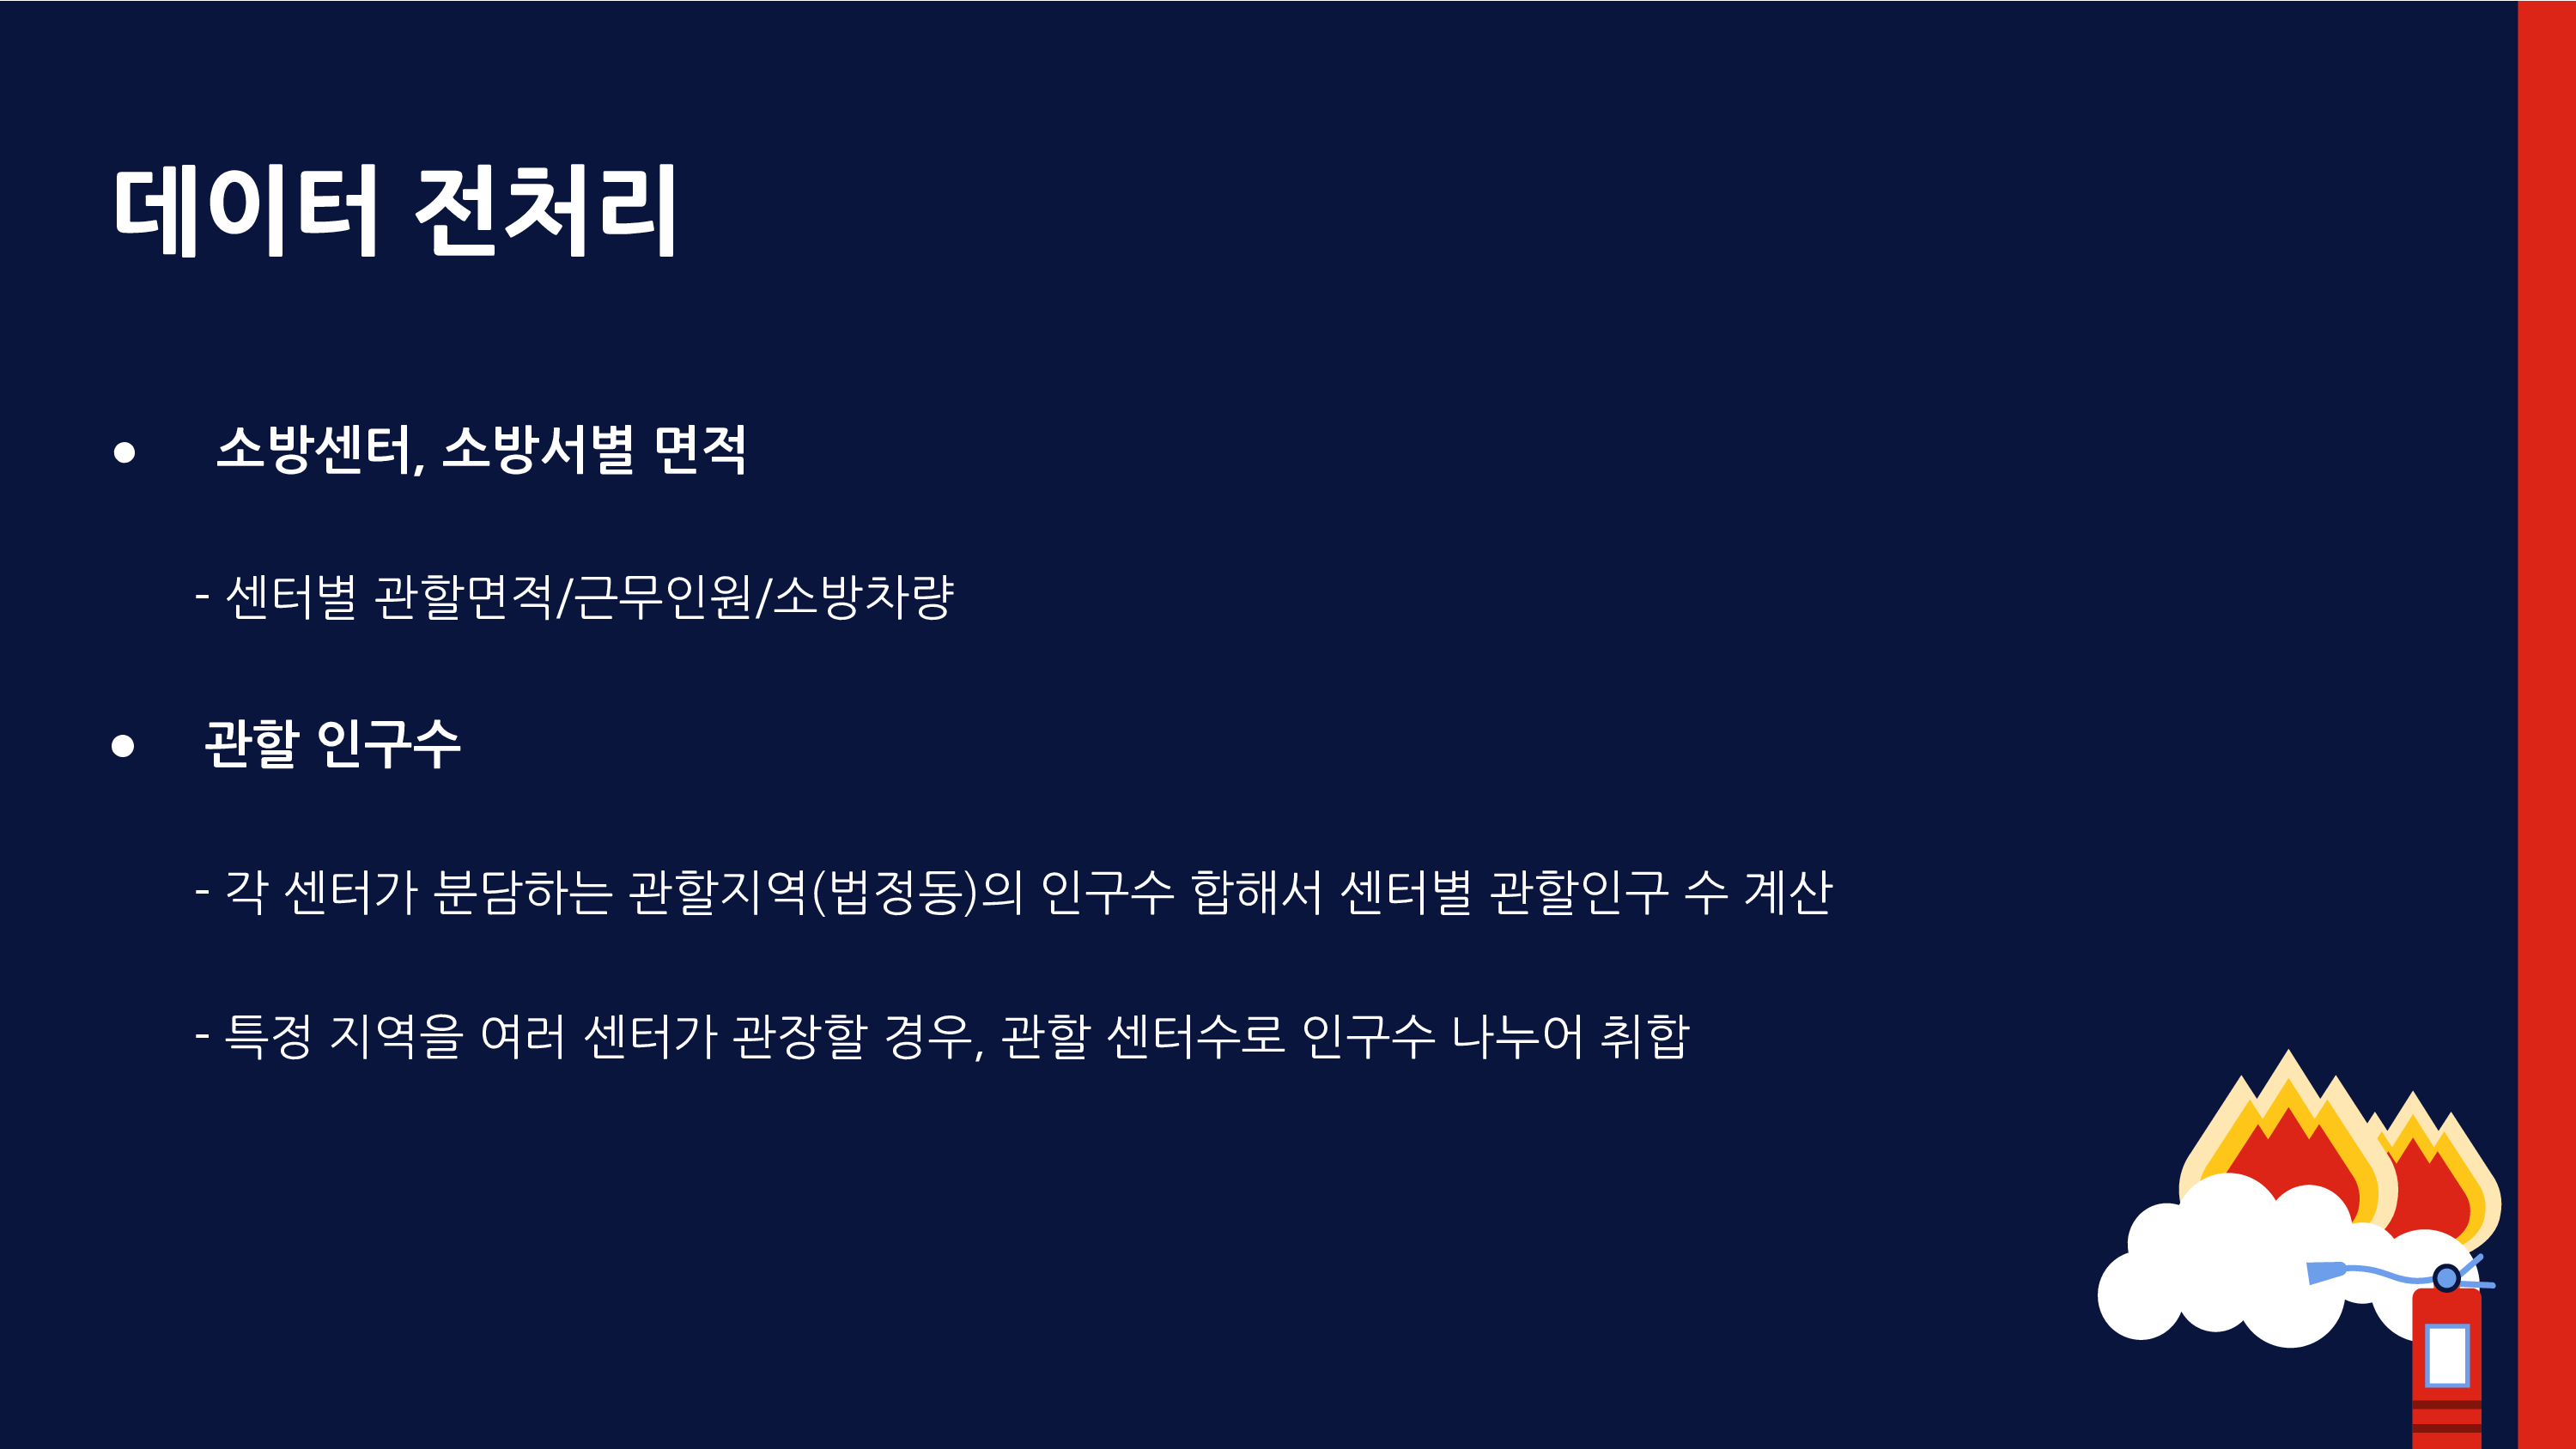 데이터 전처리
● 소방센터, 소방서별 면적
- 센터별 관할면적/근무인원/소방차량
● 관할 인구수
- 각 센터가 분담하는 관할지역(법정동)의 인구수 합해서 센터별 관할인구 수 계산
- 특정 지역을 여러 센터가 관장할 경우, 관할 센터수로 인구수 나누어 취합